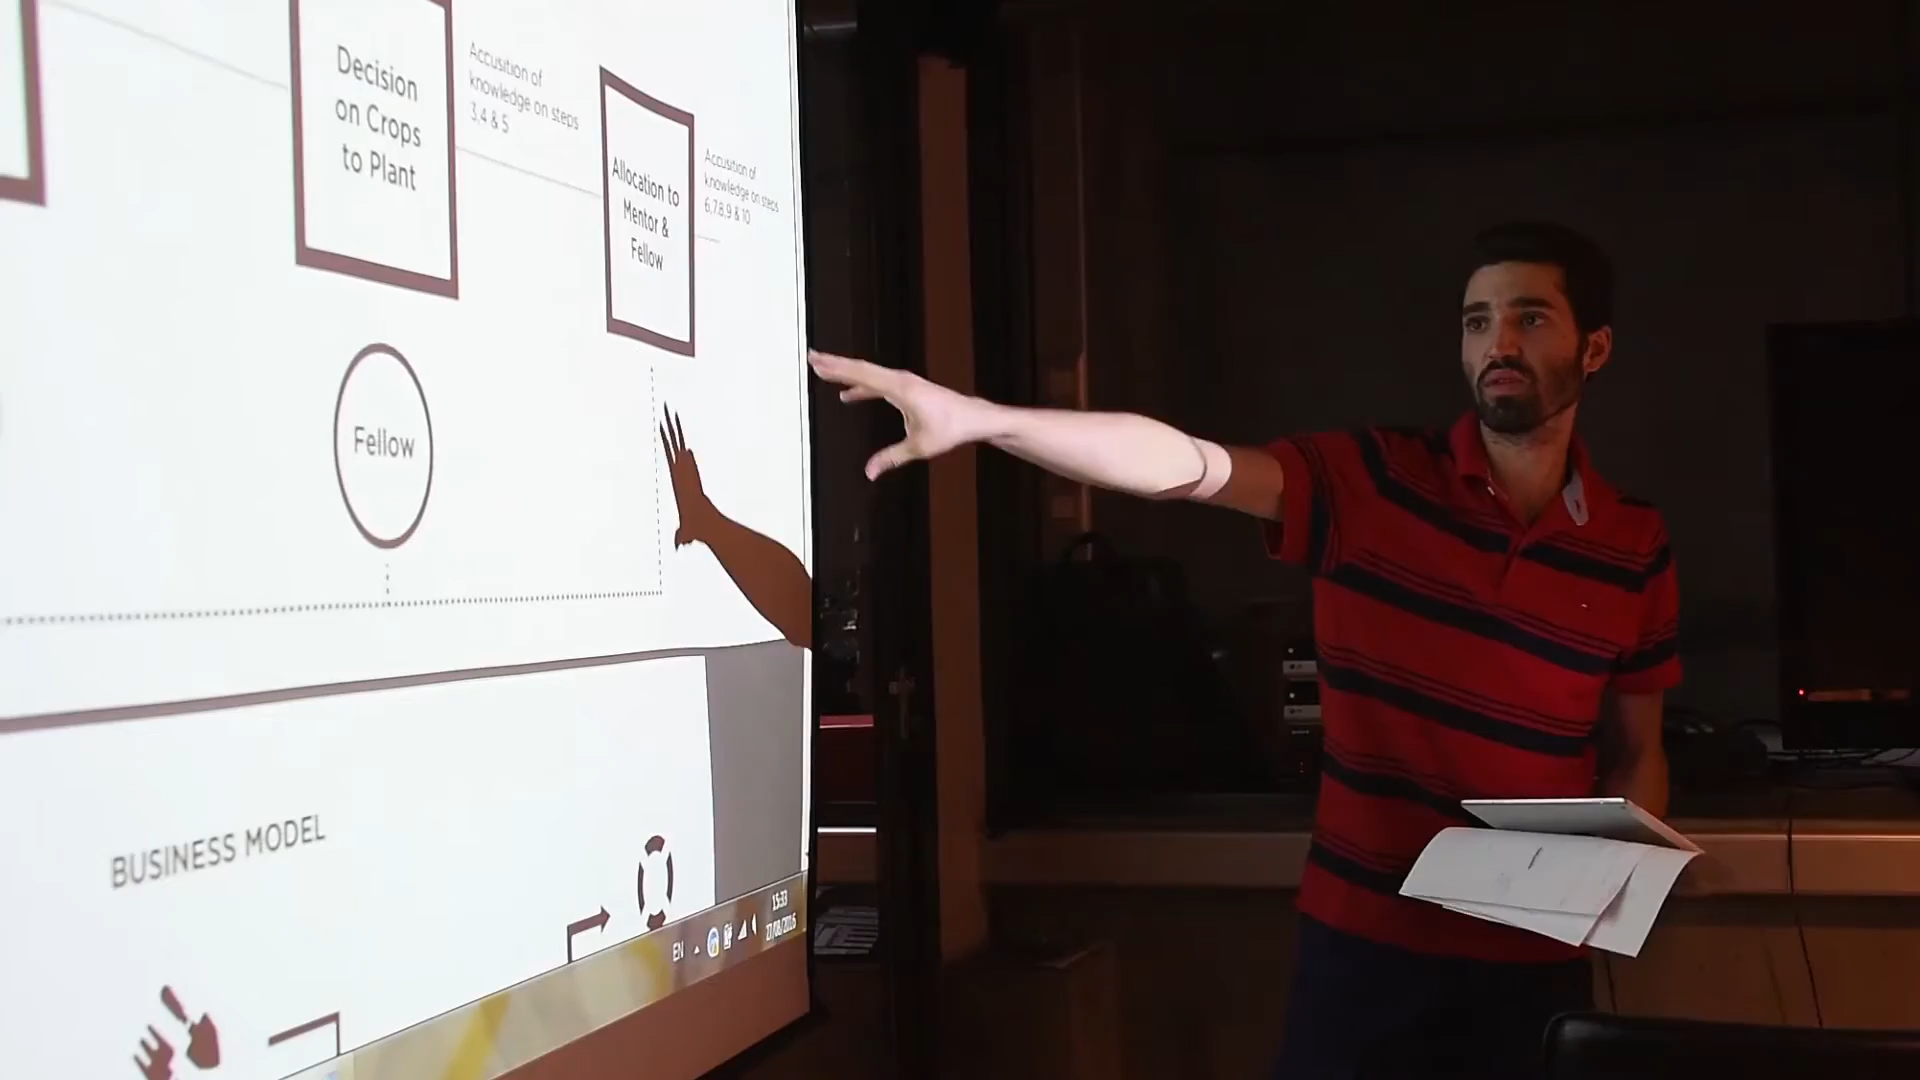 Decision
on Crops
to Plant
Accusition of
knowledge on steps
3,4 & 5
Allocation to
Mentor &
Fellow
Accusition of
knowledge on steps
6,7,8,9 & 10
Fellow
BUSINESS MODEL
EN
15:33
27/08/2016